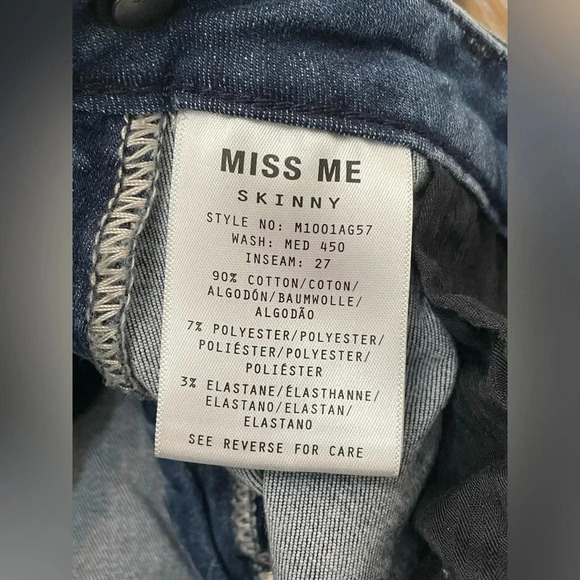 MISS ME
SKINNY
STYLE NO: M1001AG57
WASH: MED 450
INSEAM: 27
90% COTTON/COTON/
ALGODÓN/BAUMWOLLE/
ALGODÃO
7% POLYESTER/POLYESTER/
POLIÉSTER/POLYESTER/
POLIÉSTER
3% ELASTANE/ÉLASTHANNE/
ELASTANO/ELASTAN/
ELASTANO
SEE REVERSE FOR CARE